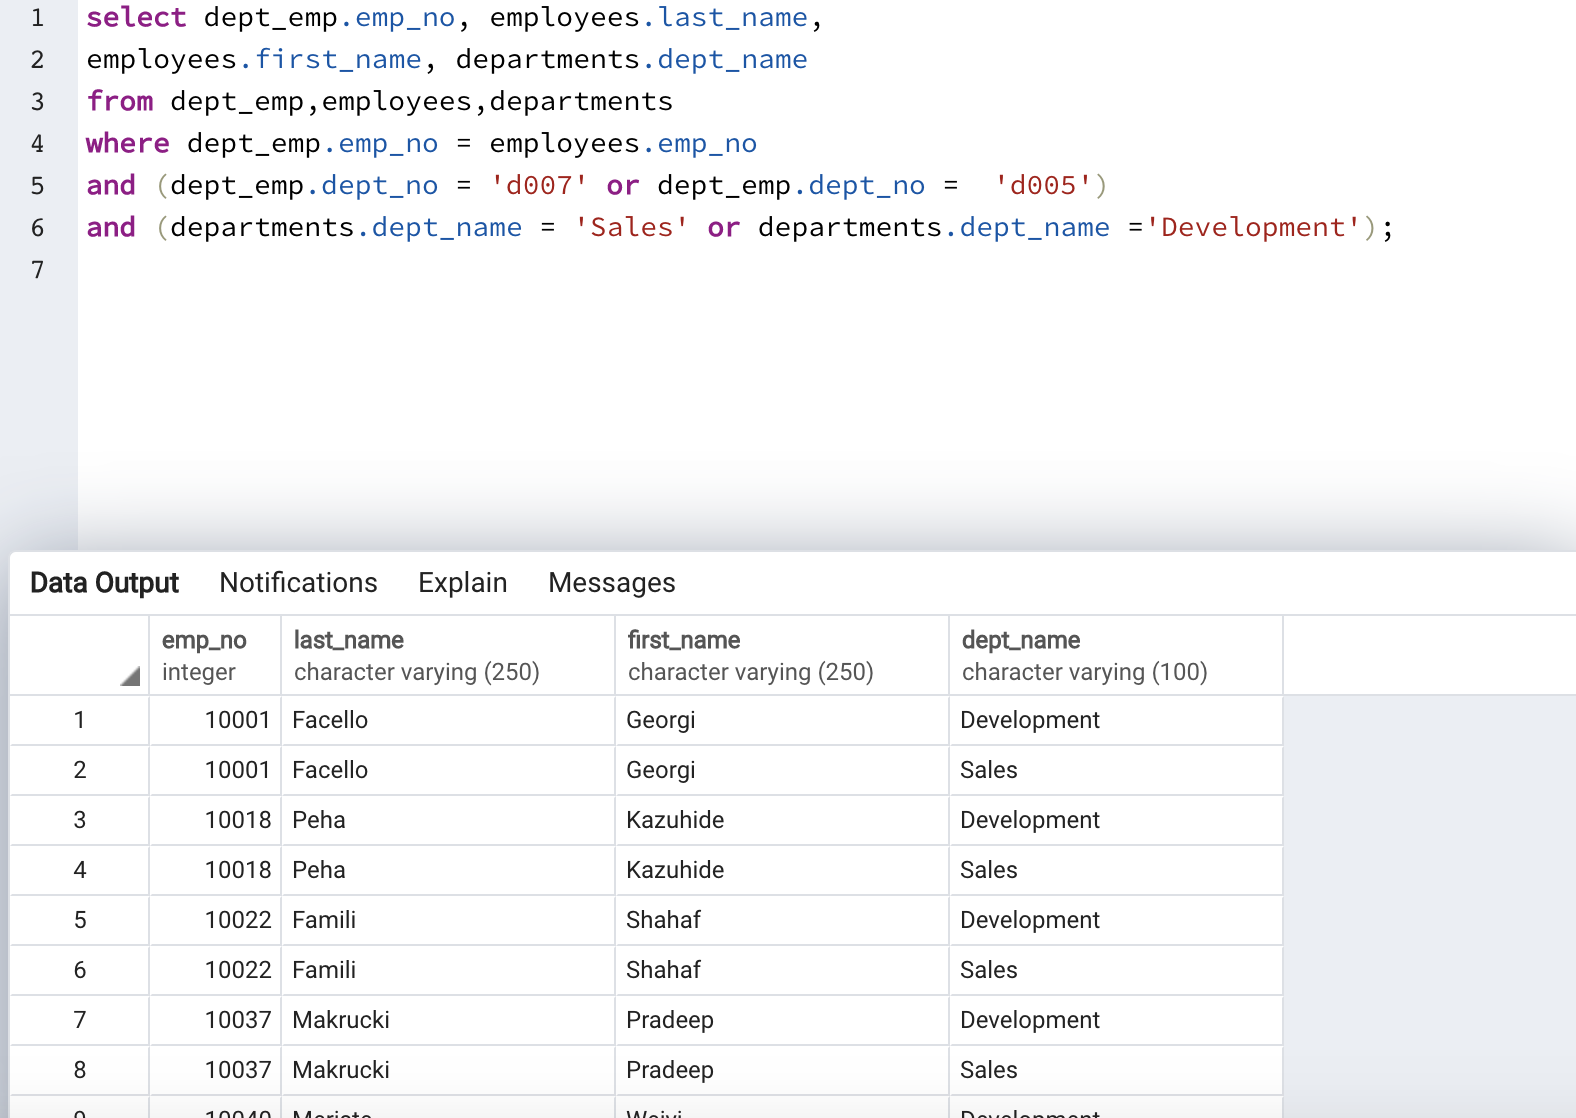 1 select dept_emp.emp_no, employees.last_name,
2 employees.first_name, departments.dept_name
3 from dept_emp,employees,departments
4 where dept_emp.emp_no = employees.emp_no
5 and (dept_emp.dept_no = 'd007' or dept_emp.dept_no =  'd005')
6 and (departments.dept_name = 'Sales' or departments.dept_name ='Development');
7
Data Output Notifications Explain Messages
emp_no last_name first_name dept_name
integer character varying (250) character varying (250) character varying (100)
1 10001 Facello Georgi Development
2 10001 Facello Georgi Sales
3 10018 Peha Kazuhide Development
4 10018 Peha Kazuhide Sales
5 10022 Famili Shahaf Development
6 10022 Famili Shahaf Sales
7 10037 Makrucki Pradeep Development
8 10037 Makrucki Pradeep Sales
9 10040 Weiyi Development